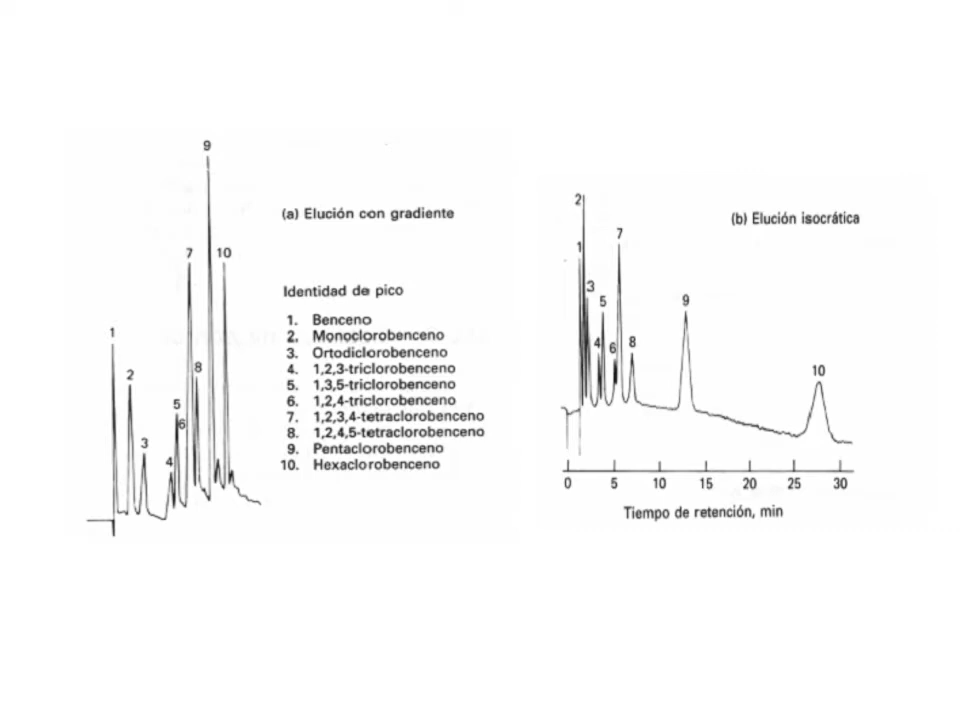 9
(a) Elución con gradiente
7 10
Identidad de pico
1
1. Benceno
2. Monoclorobenceno
3. Ortodiclorobenceno
2
4. 1,2,3-triclorobenceno
8
5. 1,3,5-triclorobenceno
5
6. 1,2,4-triclorobenceno
6
7. 1,2,3,4-tetraclorobenceno
3
8. 1,2,4,5-tetraclorobenceno
9. Pentaclorobenceno
4
10. Hexaclorobenceno
2
(b) Elución isocrática
7
1
3
5
9
4 6 8
10
0 5 10 15 20 25 30
Tiempo de retención, min